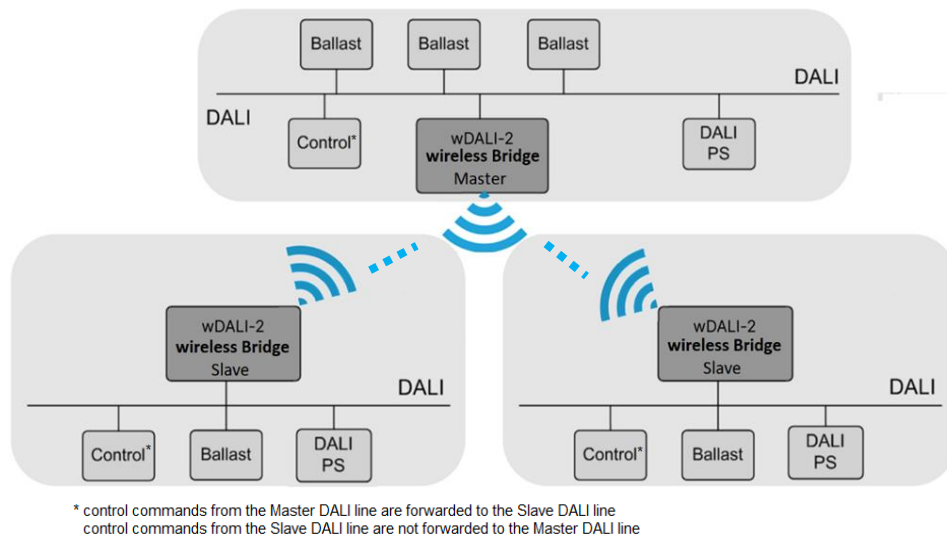 Ballast
Ballast
Ballast
DALI
DALI
Control*
wDALI-2
wireless Bridge
Master
DALI
PS
wDALI-2
wireless Bridge
Slave
DALI
Control*
Ballast
DALI
PS
wDALI-2
wireless Bridge
Slave
DALI
Control*
Ballast
DALI
PS
* control commands from the Master DALI line are forwarded to the Slave DALI line
control commands from the Slave DALI line are not forwarded to the Master DALI line